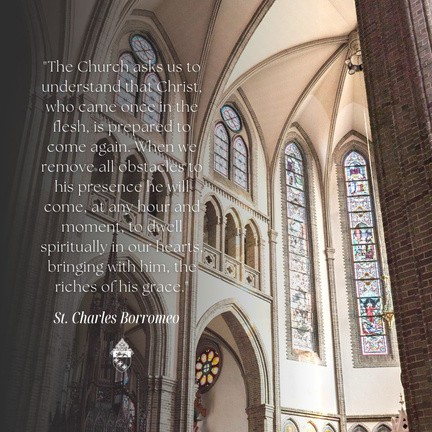 "The Church asks us to
understand that Christ,
who came once in the
flesh, is prepared to
come again. When we
remove all obstacles to
his presence he will
come, at any hour and
moment, to dwell
spiritually in our hearts,
bringing with him, the
riches of his grace."
St. Charles Borromeo